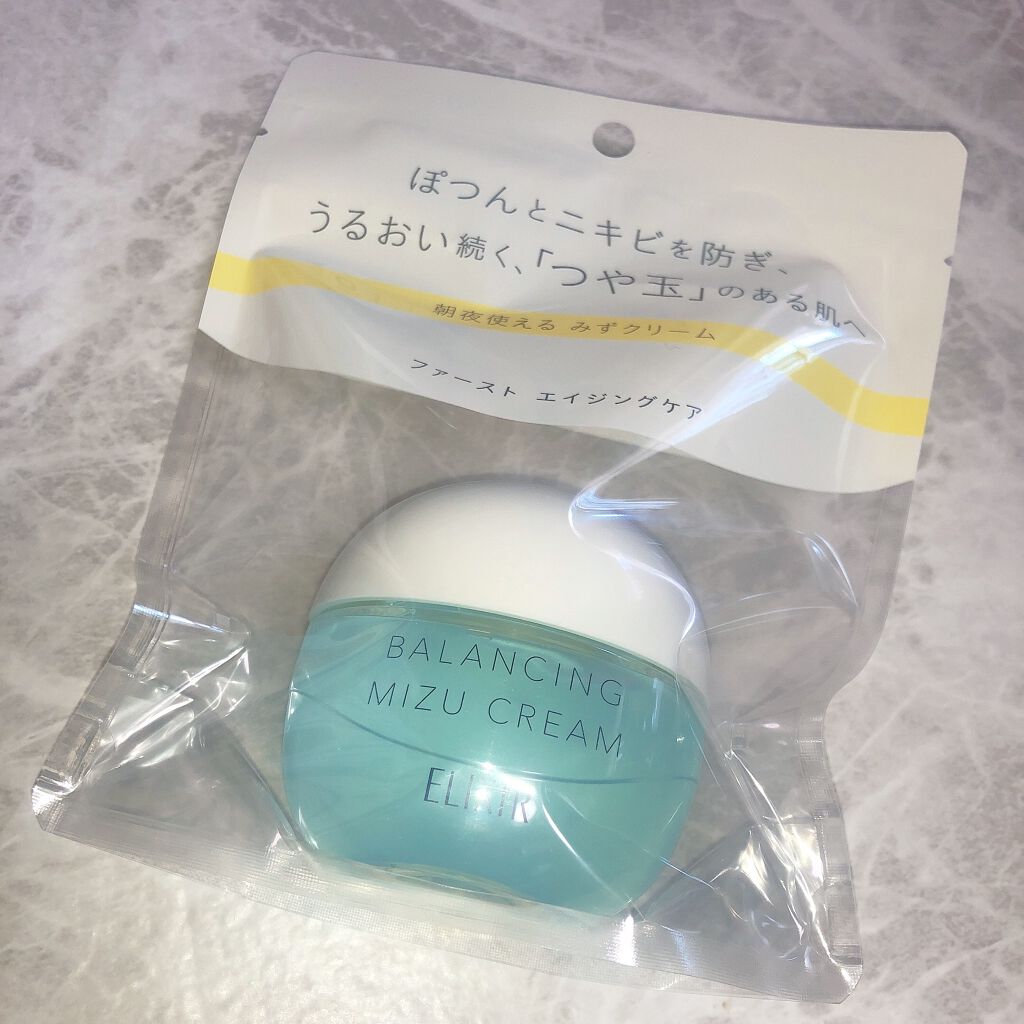 ぽつんとニキビを防ぎ、
うるおい続く、「つや玉」のある肌へ
朝夜使える みずクリーム
ファースト エイジングケア
BALANCING
MIZU CREAM
ELIXIR